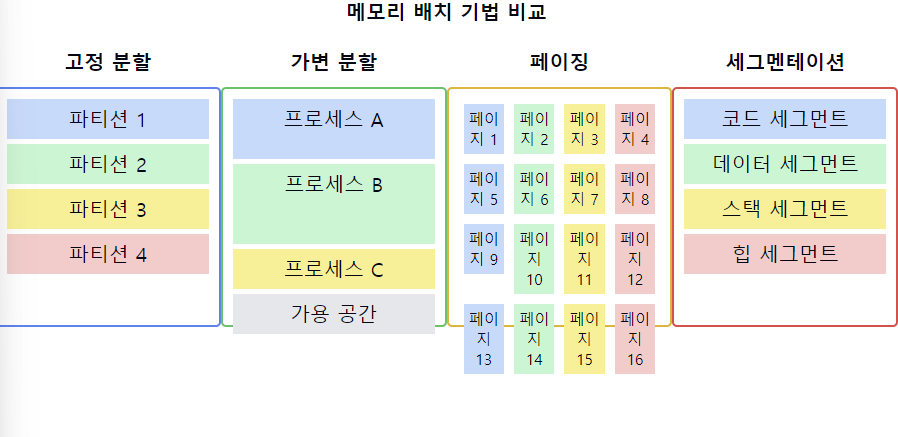 메모리 배치 기법 비교
고정 분할
파티션 1
파티션 2
파티션 3
파티션 4
가변 분할
프로세스 A
프로세스 B
프로세스 C
가용 공간
페이징
페이
지 1
페이
지 2
페이
지 3
페이
지 4
페이
지 5
페이
지 6
페이
지 7
페이
지 8
페이
지 9
페이
지
10
페이
지
11
페이
지
12
페이
지
13
페이
지
14
페이
지
15
페이
지
16
세그멘테이션
코드 세그먼트
데이터 세그먼트
스택 세그먼트
힙 세그먼트